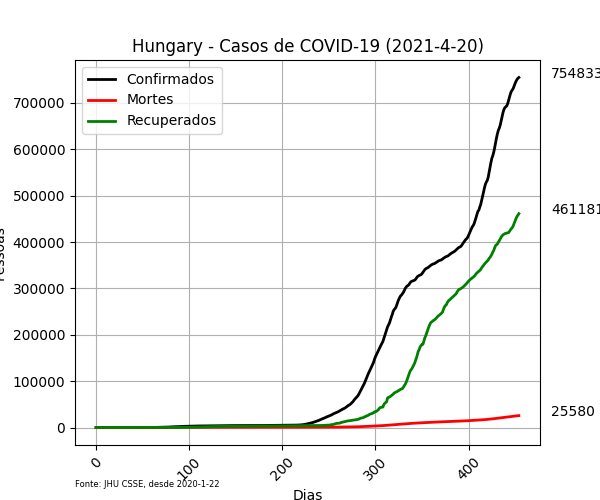 Hungary - Casos de COVID-19 (2021-4-20)
Confirmados
Mortes
Recuperados
754833
461181
25580
700000
600000
500000
400000
300000
200000
100000
0
0
100
200
300
400
Fonte: JHU CSSE, desde 2020-1-22
Dias